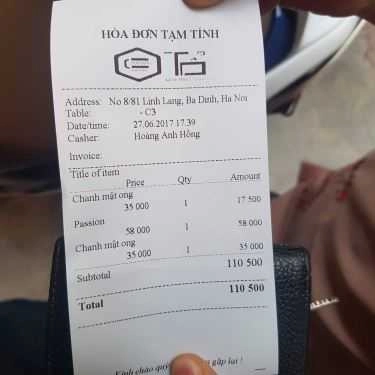 HÓA ĐƠN TẠM TÍNH
TỔ
Address: No 8/81 Linh Lang, Ba Dinh, Ha Noi
Table: - C3
Date/time: 27.06.2017 17:39
Casher: Hoàng Anh Hồng
Invoice:
Title of item
Price Qty Amount
Chanh mật ong
35 000 1 17 500
Passion
58 000 1 58 000
Chanh mật ong
35 000 1 35 000
Subtotal 110 500
Total 110 500
Kính chào quý gặp lại !